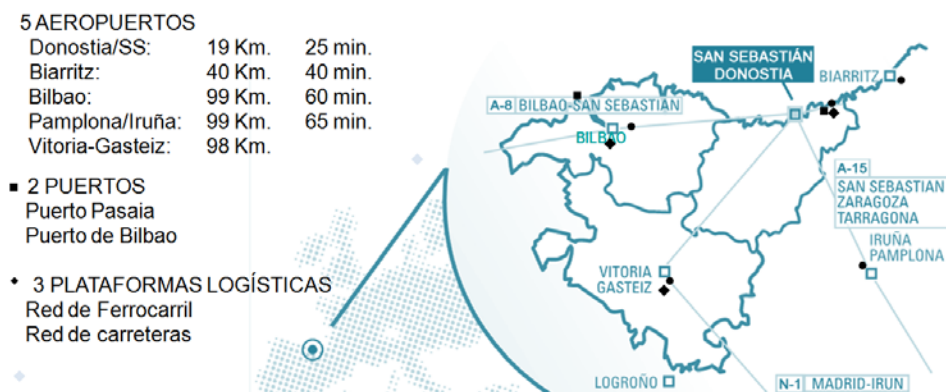 5 AEROPUERTOS
Donostia/SS: 19 Km. 25 min.
Biarritz: 40 Km. 40 min.
Bilbao: 99 Km. 60 min.
Pamplona/Iruña: 99 Km. 65 min.
Vitoria-Gasteiz: 98 Km.
2 PUERTOS
Puerto Pasaia
Puerto de Bilbao
3 PLATAFORMAS LOGÍSTICAS
Red de Ferrocarril
Red de carreteras
SAN SEBASTIÁN
DONOSTIA
BIARRITZ
A-8 BILBAO-SAN SEBASTIÁN
BILBAO
A-15
SAN SEBASTIAN
ZARAGOZA
TARRAGONA
IRUÑA
PAMPLONA
VITORIA
GASTEIZ
LOGROÑO
N-1 MADRID-IRUN